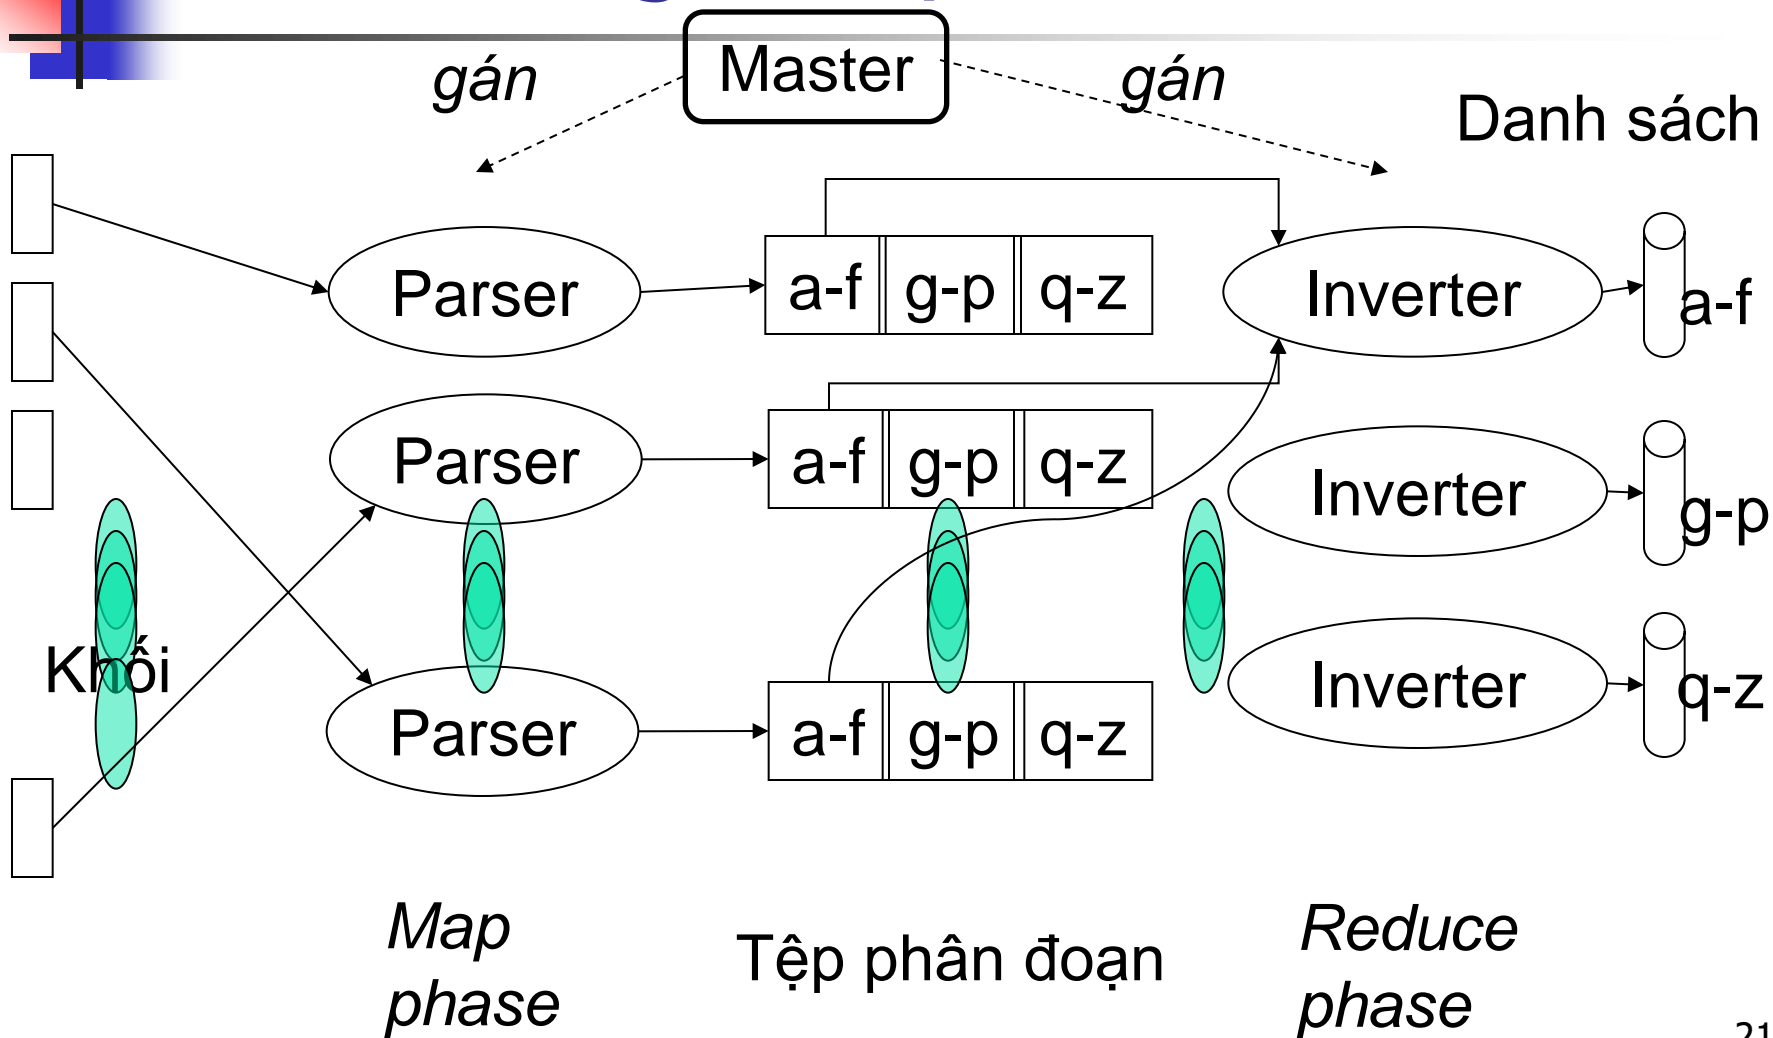 gán
Master
gán
Danh sách
Parser
a-f
g-p
q-z
Inverter
a-f
Parser
a-f
g-p
q-z
Inverter
g-p
Khối
Parser
a-f
g-p
q-z
Inverter
q-z
Map
phase
Tệp phân đoạn
Reduce
phase
21